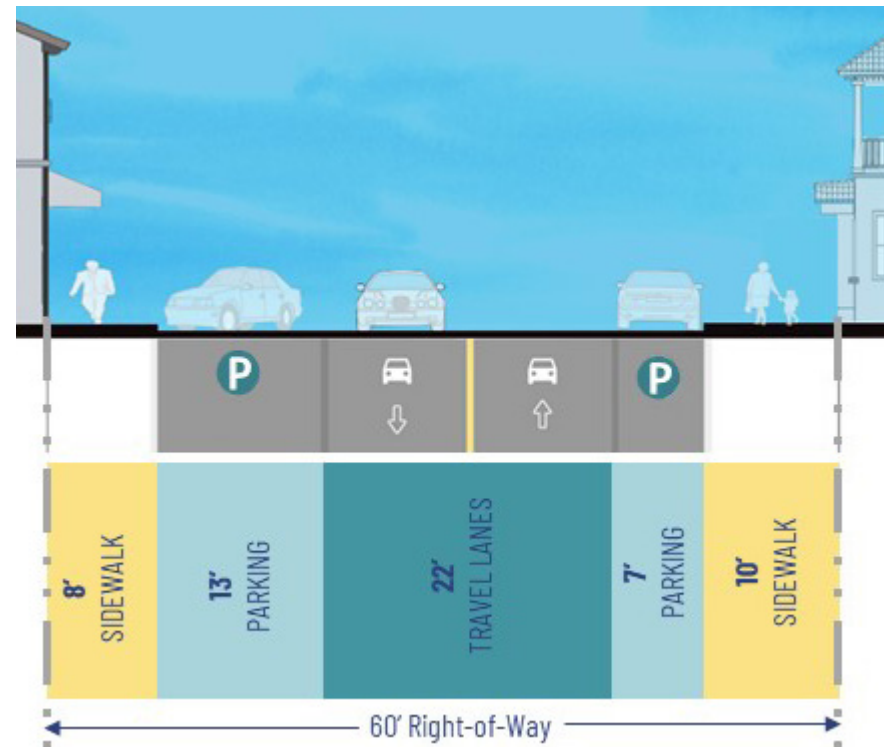 P
P
8'
SIDEWALK
13'
PARKING
22'
TRAVEL LANES
7'
PARKING
10'
SIDEWALK
60' Right-of-Way